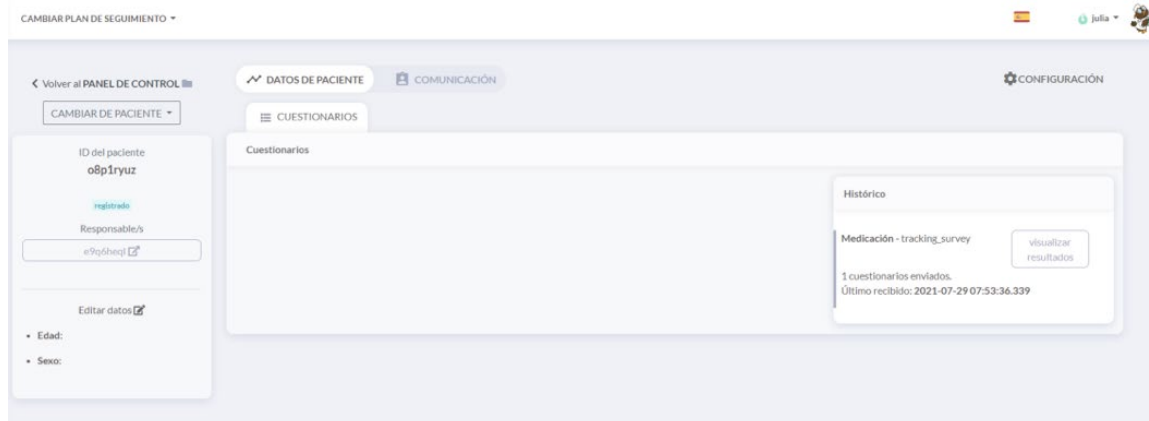 CAMBIAR PLAN DE SEGUIMIENTO
julia
Volver al PANEL DE CONTROL
CAMBIAR DE PACIENTE
ID del paciente
o8p1ryuz
registrado
Responsable/s
e9q6heql
Editar datos
• Edad:
• Sexo:
DATOS DE PACIENTE
COMUNICACIÓN
CONFIGURACIÓN
CUESTIONARIOS
Cuestionarios
Histórico
Medicación - tracking_survey
visualizar
resultados
1 cuestionarios enviados.
Último recibido: 2021-07-29 07:53:36.339